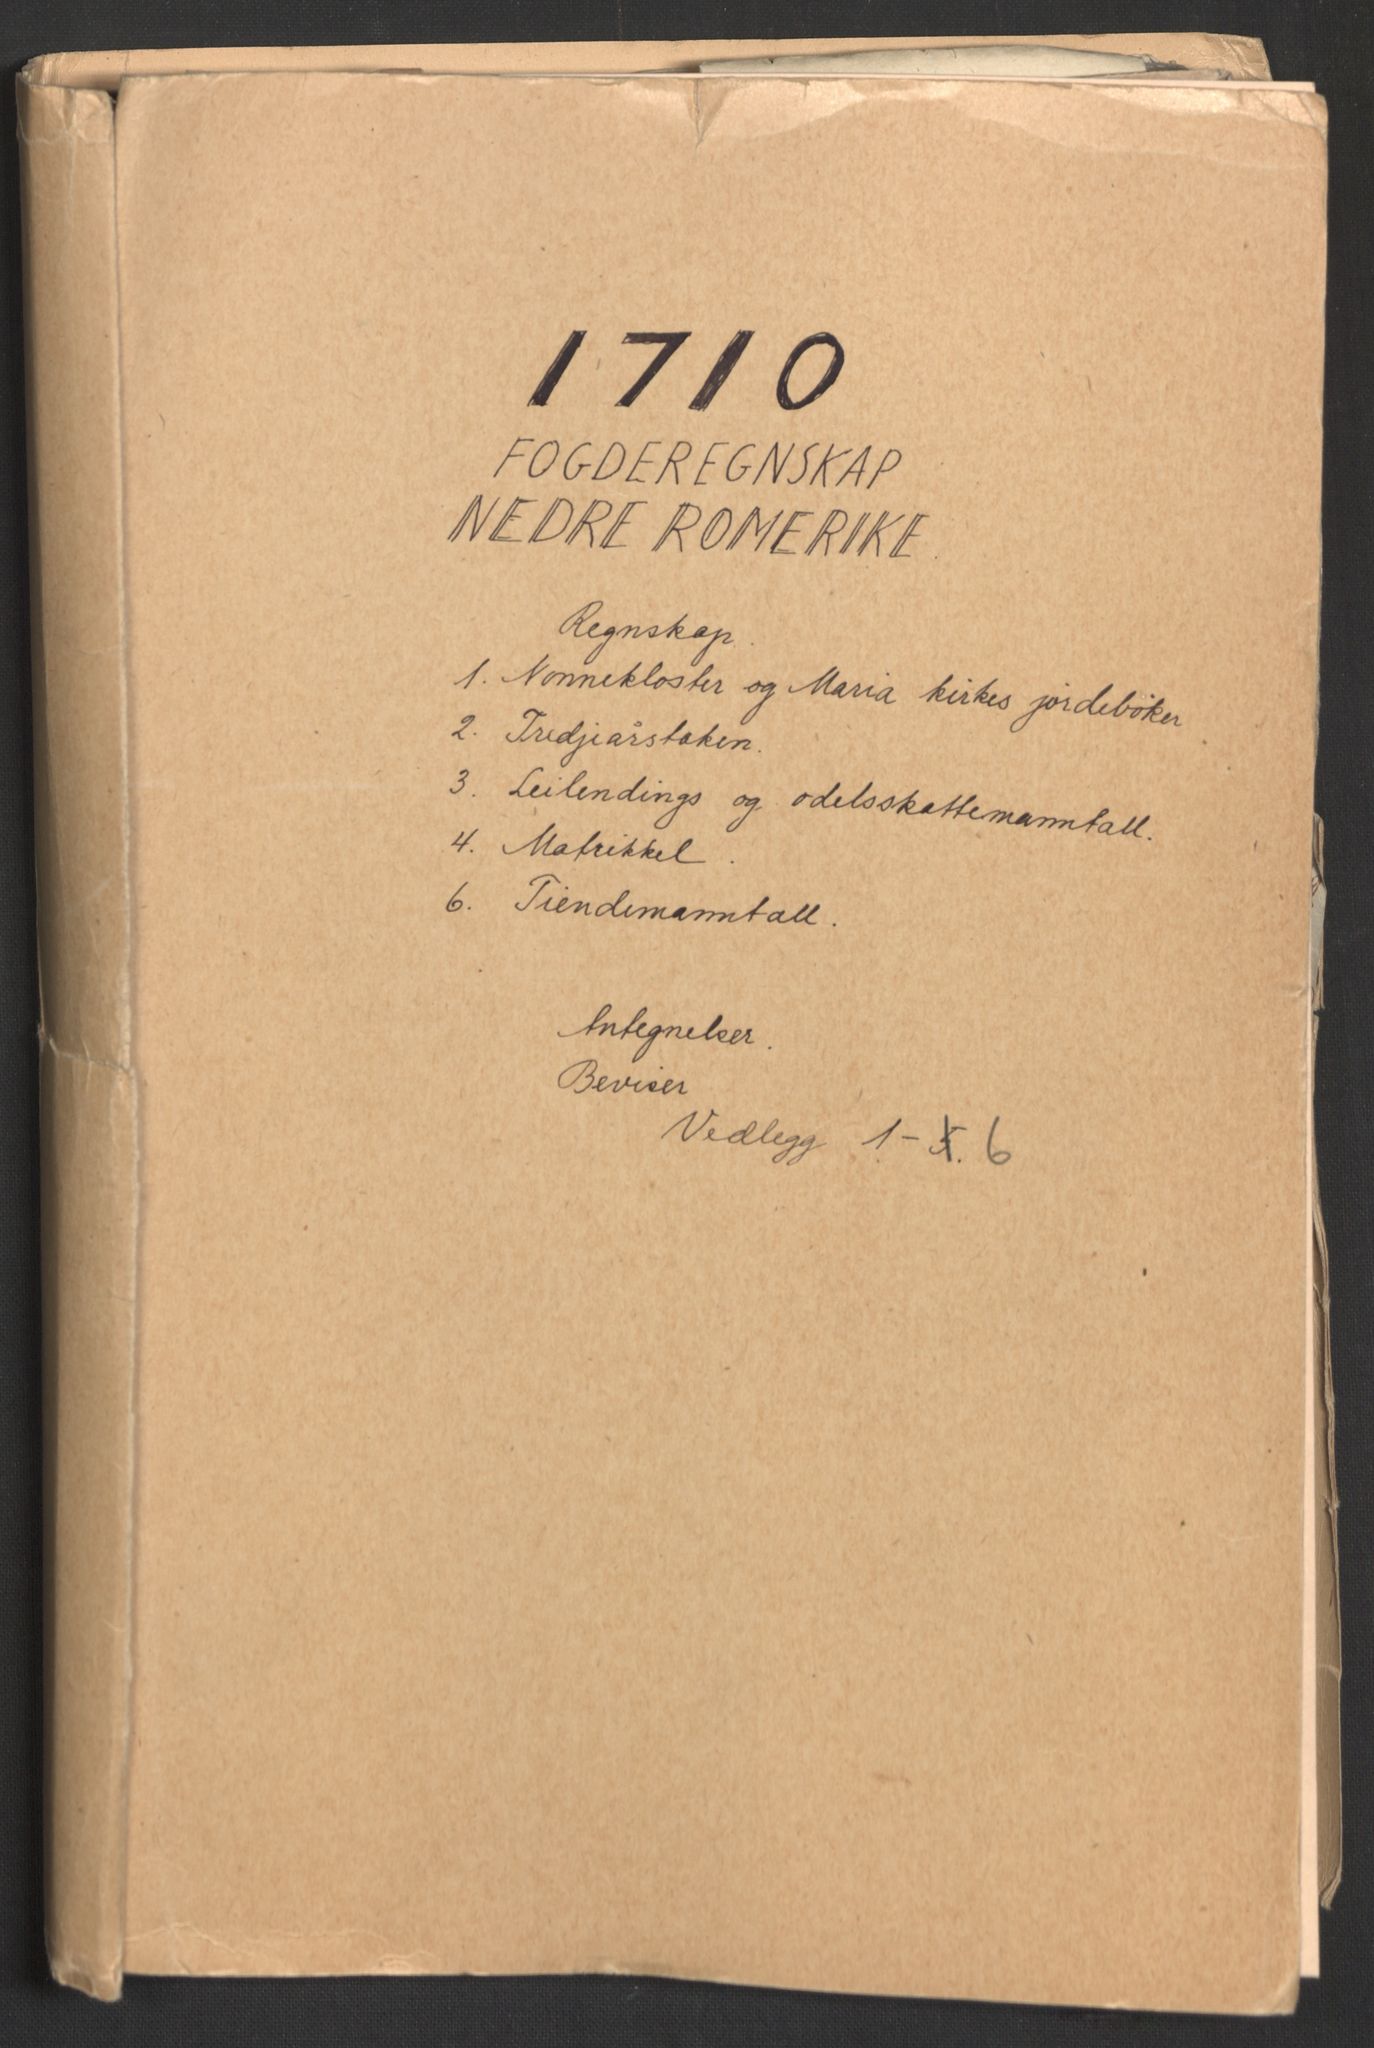 1710
FOGDEREGNSKAP
NEDRE ROMERIKE.
Regnskap.
1. Nonnekloster og Maria kirkes jordebøker
2. Tredjeårstaken.
3. Leilendings og odelsskattemanntall.
4. Matrikkel.
6. Tiendemanntall.
Antegnelser.
Beviser
Vedlegg 1-5. 6